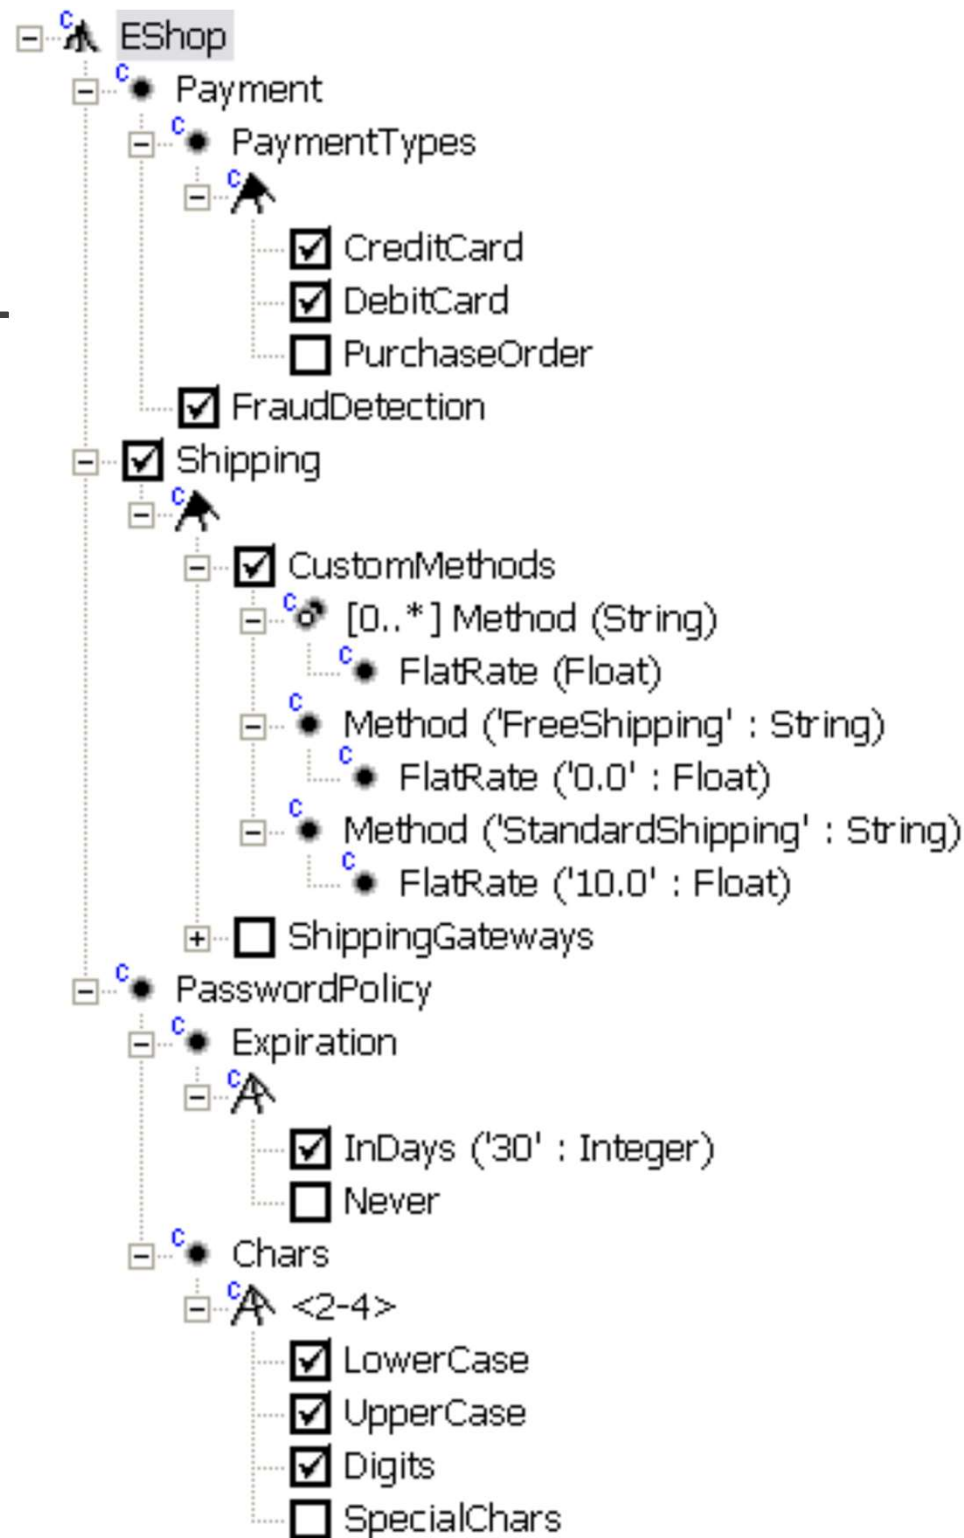 EShop
Payment
PaymentTypes
CreditCard
DebitCard
PurchaseOrder
FraudDetection
Shipping
CustomMethods
[0..*] Method (String)
FlatRate (Float)
Method ('FreeShipping' : String)
FlatRate ('0.0' : Float)
Method ('StandardShipping' : String)
FlatRate ('10.0' : Float)
ShippingGateways
PasswordPolicy
Expiration
InDays ('30' : Integer)
Never
Chars
<2-4>
LowerCase
UpperCase
Digits
SpecialChars